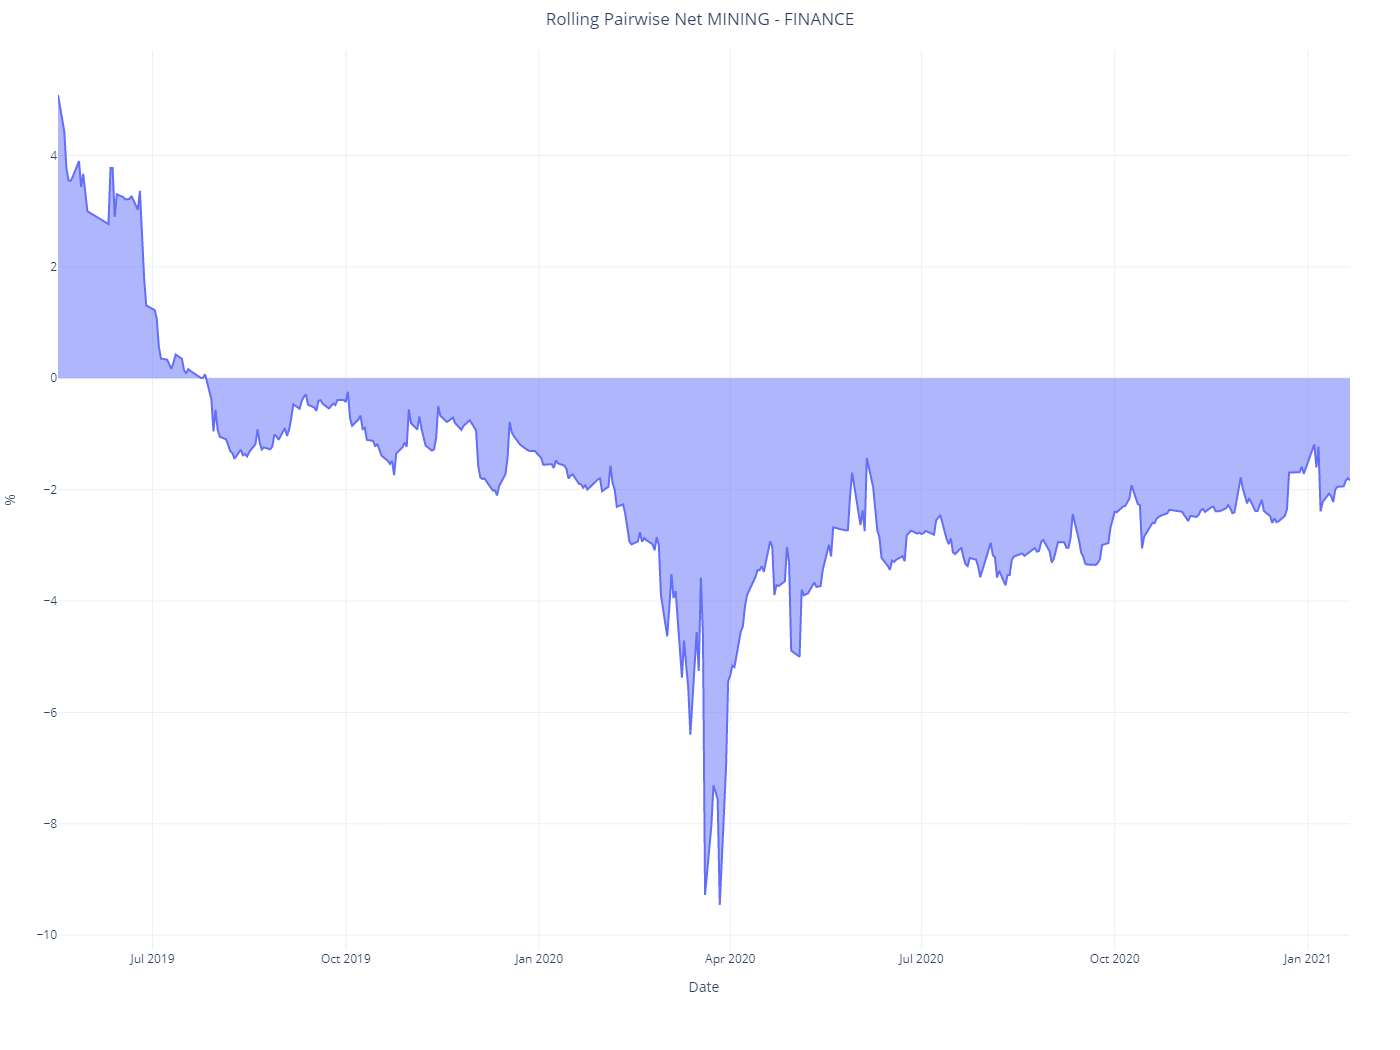 Rolling Pairwise Net MINING - FINANCE
4
2
0
−2
−4
−6
−8
−10
%
Jul 2019
Oct 2019
Jan 2020
Apr 2020
Jul 2020
Oct 2020
Jan 2021
Date